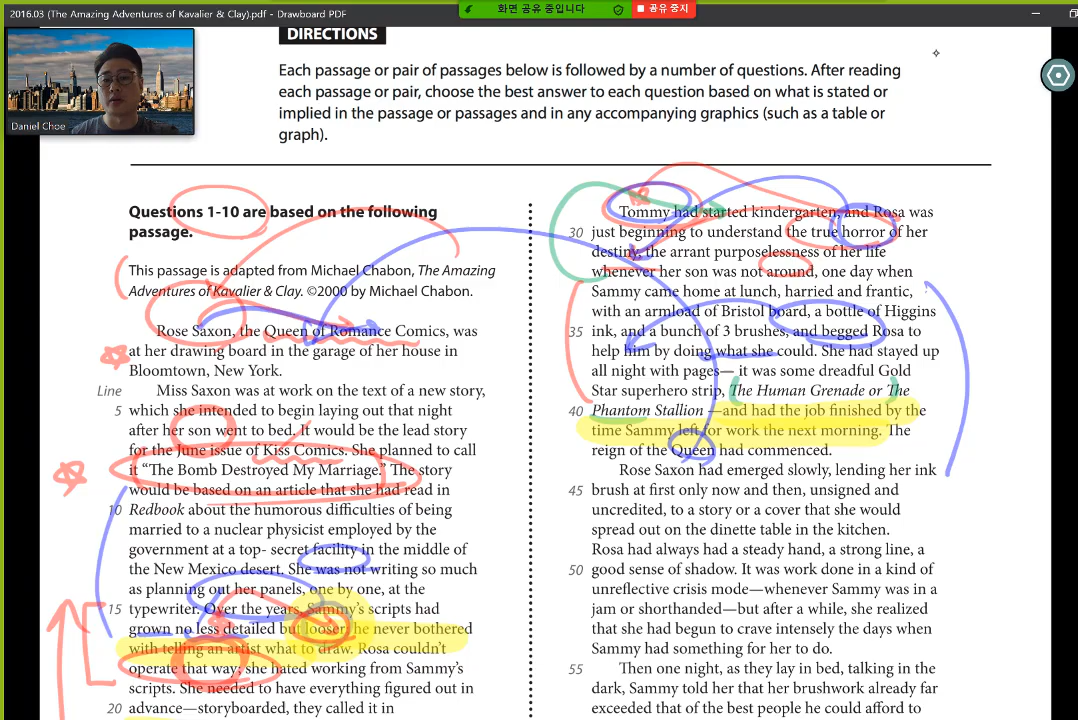 2016.03 (The Amazing Adventures of Kavalier & Clay).pdf - Drawboard PDF
화면 공유 중입니다
공유 중지
Daniel Choe
DIRECTIONS
Each passage or pair of passages below is followed by a number of questions. After reading
each passage or pair, choose the best answer to each question based on what is stated or
implied in the passage or passages and in any accompanying graphics (such as a table or
graph).
Questions 1-10 are based on the following
passage.
This passage is adapted from Michael Chabon, The Amazing
Adventures of Kavalier & Clay. ©2000 by Michael Chabon.
Rose Saxon, the Queen of Romance Comics, was
at her drawing board in the garage of her house in
Bloomtown, New York.
Line Miss Saxon was at work on the text of a new story,
5 which she intended to begin laying out that night
after her son went to bed. It would be the lead story
for the June issue of Kiss Comics. She planned to call
it “The Bomb Destroyed My Marriage.” The story
would be based on an article that she had read in
10 Redbook about the humorous difficulties of being
married to a nuclear physicist employed by the
government at a top- secret facility in the middle of
the New Mexico desert. She was not writing so much
as planning out her panels, one by one, at the
15 typewriter. Over the years, Sammy’s scripts had
grown no less detailed but looser; he never bothered
with telling an artist what to draw. Rosa couldn’t
operate that way; she hated working from Sammy’s
scripts. She needed to have everything figured out in
20 advance—storyboarded, they called it in
Tommy had started kindergarten, and Rosa was
30 just beginning to understand the true horror of her
destiny, the arrant purposelessness of her life
whenever her son was not around, one day when
Sammy came home at lunch, harried and frantic,
with an armload of Bristol board, a bottle of Higgins
35 ink, and a bunch of 3 brushes, and begged Rosa to
help him by doing what she could. She had stayed up
all night with pages— it was some dreadful Gold
Star superhero strip, The Human Grenade or The
40 Phantom Stallion —and had the job finished by the
time Sammy left for work the next morning. The
reign of the Queen had commenced.
Rose Saxon had emerged slowly, lending her ink
45 brush at first only now and then, unsigned and
uncredited, to a story or a cover that she would
spread out on the dinette table in the kitchen.
Rosa had always had a steady hand, a strong line, a
50 good sense of shadow. It was work done in a kind of
unreflective crisis mode—whenever Sammy was in a
jam or shorthanded—but after a while, she realized
that she had begun to crave intensely the days when
Sammy had something for her to do.
55 Then one night, as they lay in bed, talking in the
dark, Sammy told her that her brushwork already far
exceeded that of the best people he could afford to